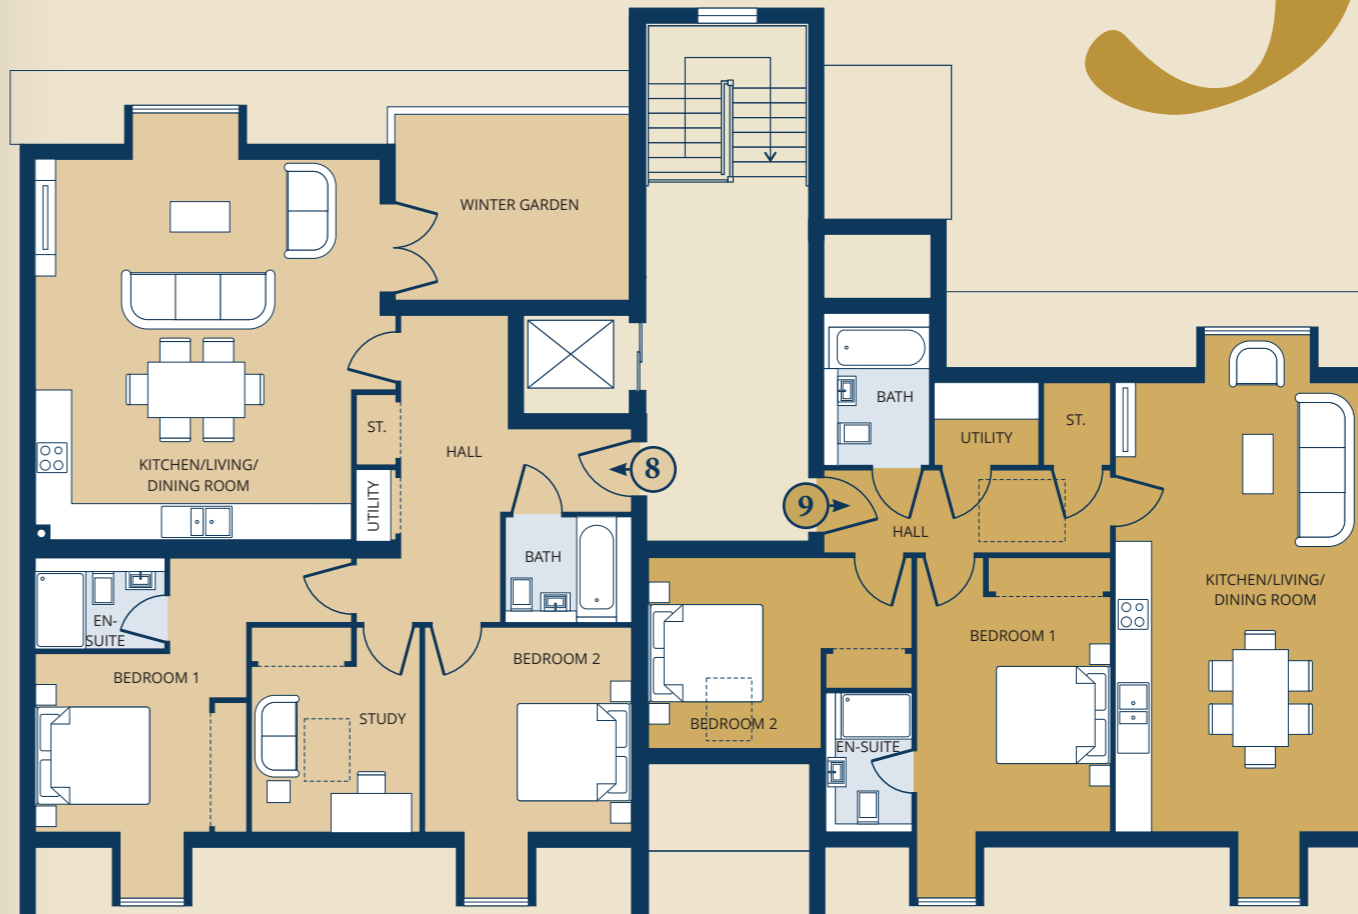 WINTER GARDEN
KITCHEN/LIVING/
DINING ROOM
ST.
UTILITY
HALL
8
BATH
EN-
SUITE
BEDROOM 1
STUDY
BEDROOM 2
9
BATH
UTILITY
ST.
HALL
KITCHEN/LIVING/
DINING ROOM
BEDROOM 1
BEDROOM 2
EN-SUITE